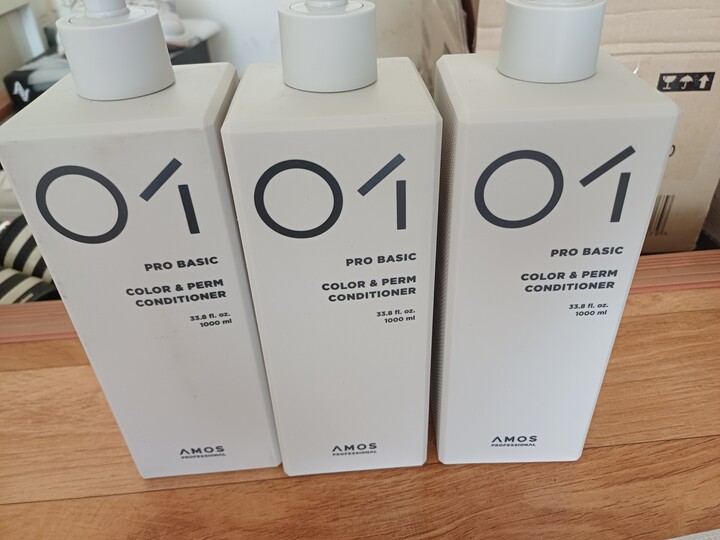 01
PRO BASIC
COLOR & PERM
CONDITIONER
33.8 fl. oz.
1000 ml
AMOS
PROFESSIONAL
01
PRO BASIC
COLOR & PERM
CONDITIONER
33.8 fl. oz.
1000 ml
AMOS
PROFESSIONAL
01
PRO BASIC
COLOR & PERM
CONDITIONER
33.8 fl. oz.
1000 ml
AMOS
PROFESSIONAL